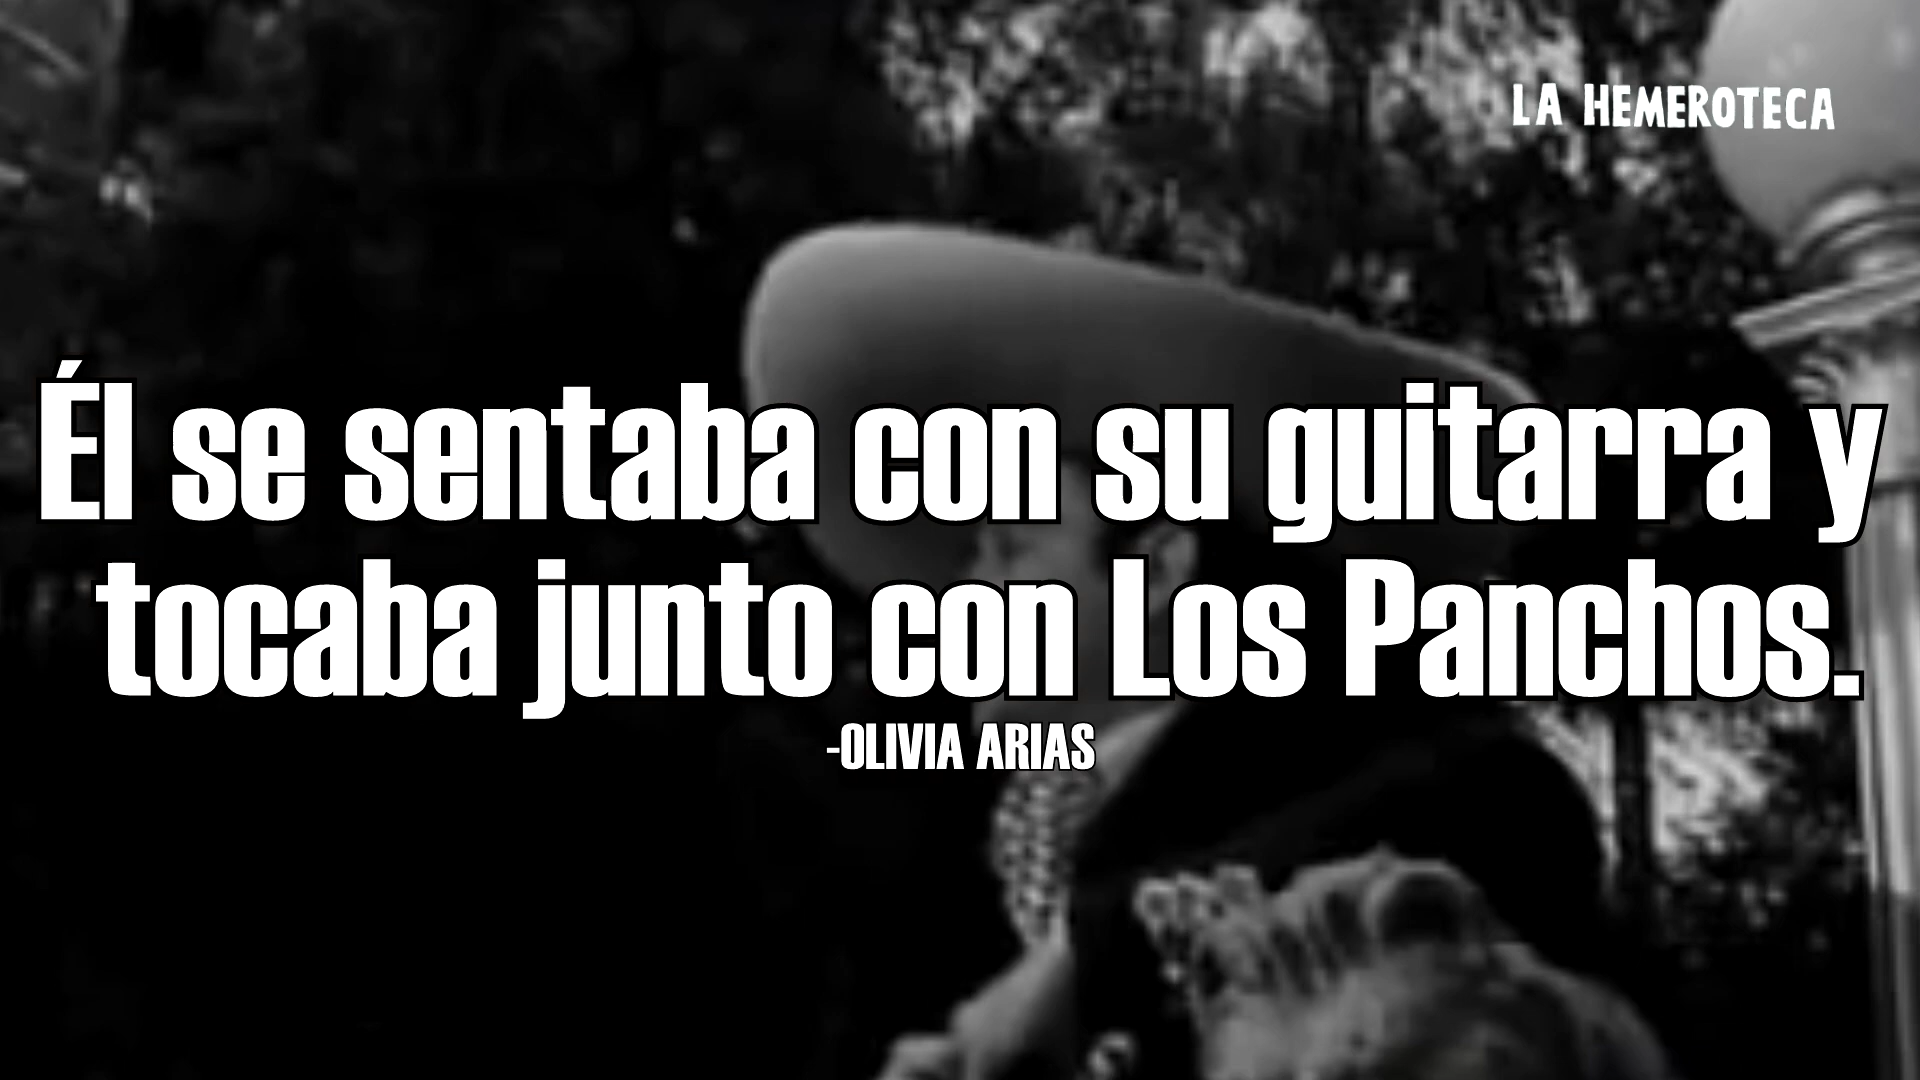 LA HEMEROTECA
Él se sentaba con su guitarra y
tocaba junto con Los Panchos.
-OLIVIA ARIAS